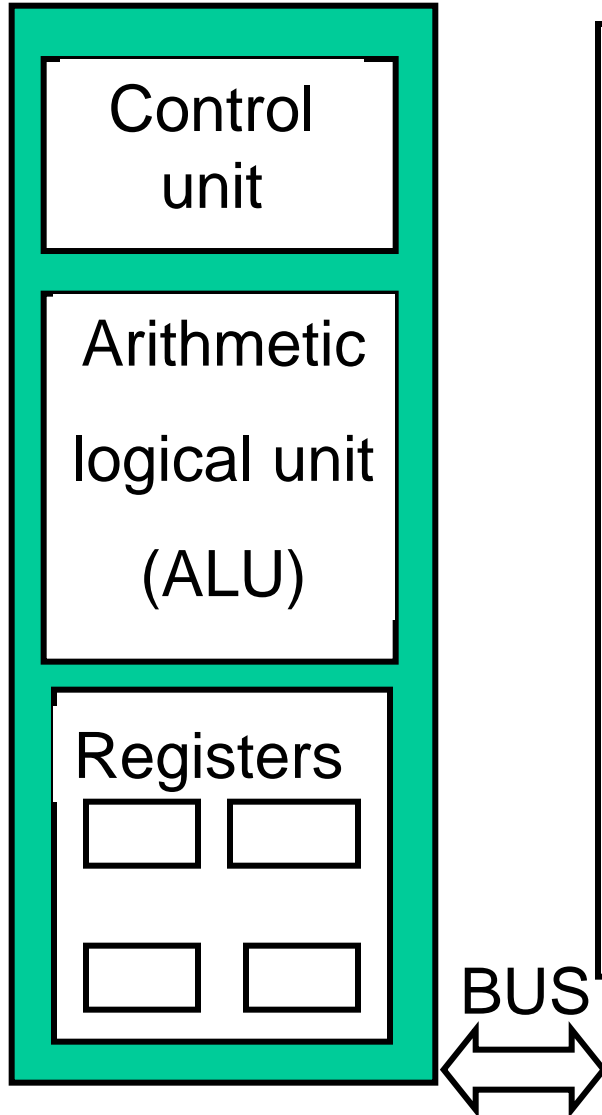 Control
unit
Arithmetic
logical unit
(ALU)
Registers
BUS